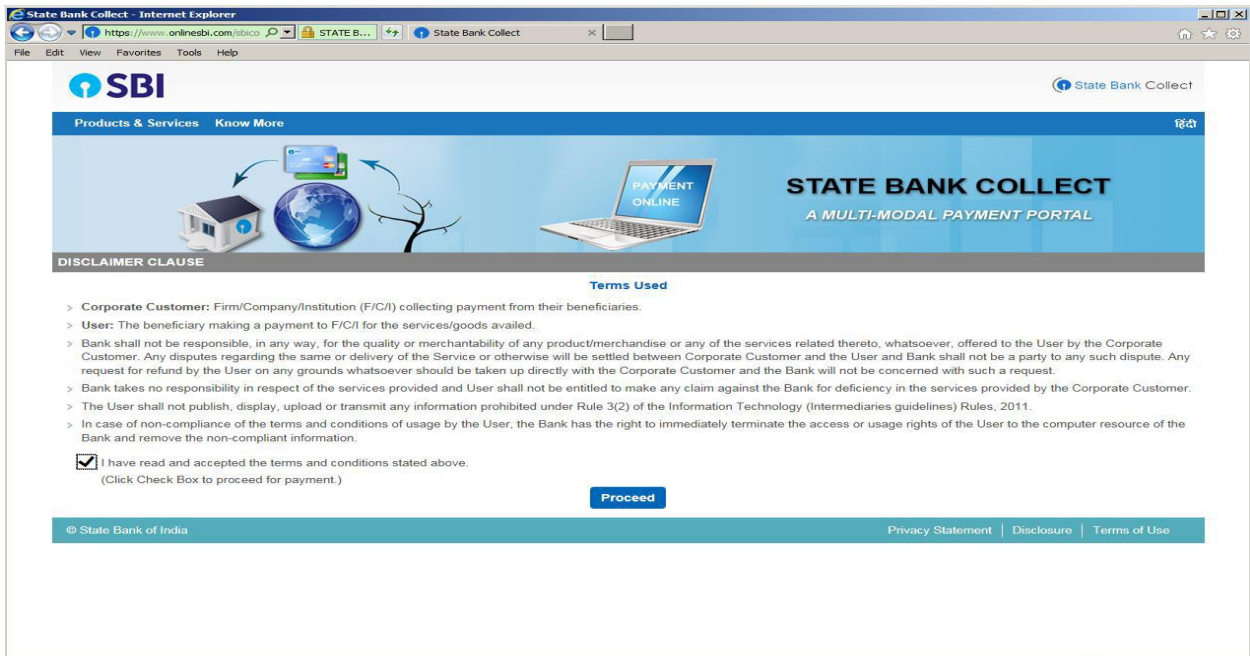 State Bank Collect - Internet Explorer
https://www.onlinesbi.com/sbico STATE B... State Bank Collect
File Edit View Favorites Tools Help
SBI
State Bank Collect
Products & Services Know More हिंदी
PAYMENT
ONLINE
STATE BANK COLLECT
A MULTI-MODAL PAYMENT PORTAL
DISCLAIMER CLAUSE
Terms Used
> Corporate Customer: Firm/Company/Institution (F/C/I) collecting payment from their beneficiaries.
> User: The beneficiary making a payment to F/C/I for the services/goods availed.
> Bank shall not be responsible, in any way, for the quality or merchantability of any product/merchandise or any of the services related thereto, whatsoever, offered to the User by the Corporate
Customer. Any disputes regarding the same or delivery of the Service or otherwise will be settled between Corporate Customer and the User and Bank shall not be a party to any such dispute. Any
request for refund by the User on any grounds whatsoever should be taken up directly with the Corporate Customer and the Bank will not be concerned with such a request.
> Bank takes no responsibility in respect of the services provided and User shall not be entitled to make any claim against the Bank for deficiency in the services provided by the Corporate Customer.
> The User shall not publish, display, upload or transmit any information prohibited under Rule 3(2) of the Information Technology (Intermediaries guidelines) Rules, 2011.
> In case of non-compliance of the terms and conditions of usage by the User, the Bank has the right to immediately terminate the access or usage rights of the User to the computer resource of the
Bank and remove the non-compliant information.
I have read and accepted the terms and conditions stated above.
(Click Check Box to proceed for payment.)
Proceed
© State Bank of India Privacy Statement | Disclosure | Terms of Use